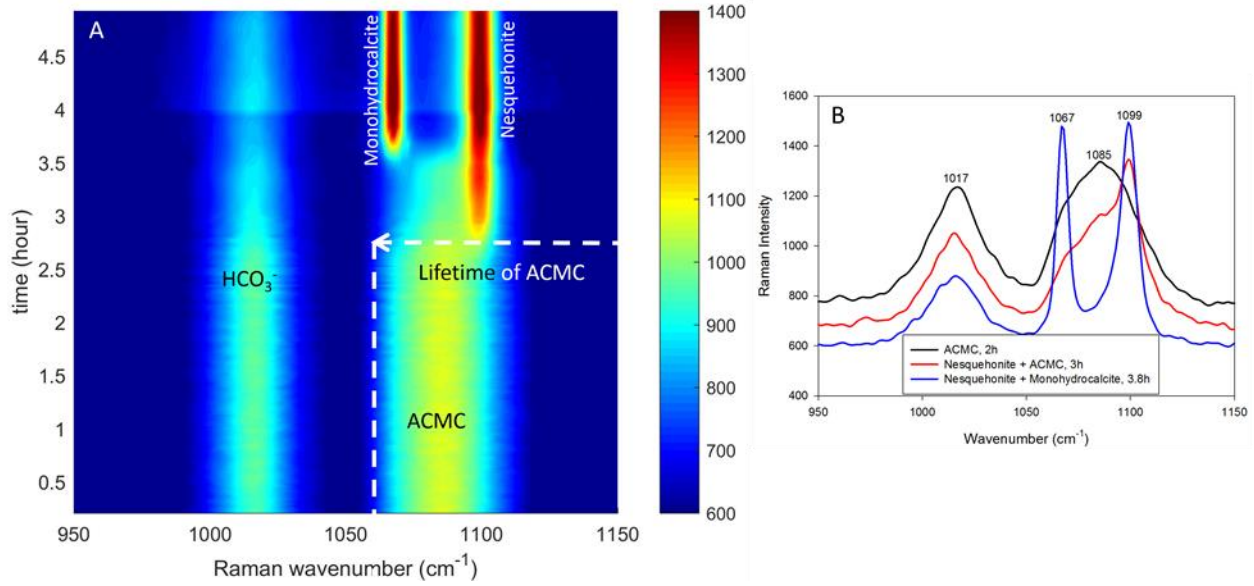 A
Monohydrocalcite
Nesquehonite
HCO₃⁻
Lifetime of ACMC
ACMC
time (hour)
4.5
4
3.5
3
2.5
2
1.5
1
0.5
950
1000
1050
1100
1150
Raman wavenumber (cm⁻¹)
1400
1300
1200
1100
1000
900
800
700
600
B
1017
1067
1085
1099
Raman Intensity
1600
1400
1200
1000
800
600
400
ACMC, 2h
Nesquehonite + ACMC, 3h
Nesquehonite + Monohydrocalcite, 3.8h
950
1000
1050
1100
1150
Wavenumber (cm⁻¹)